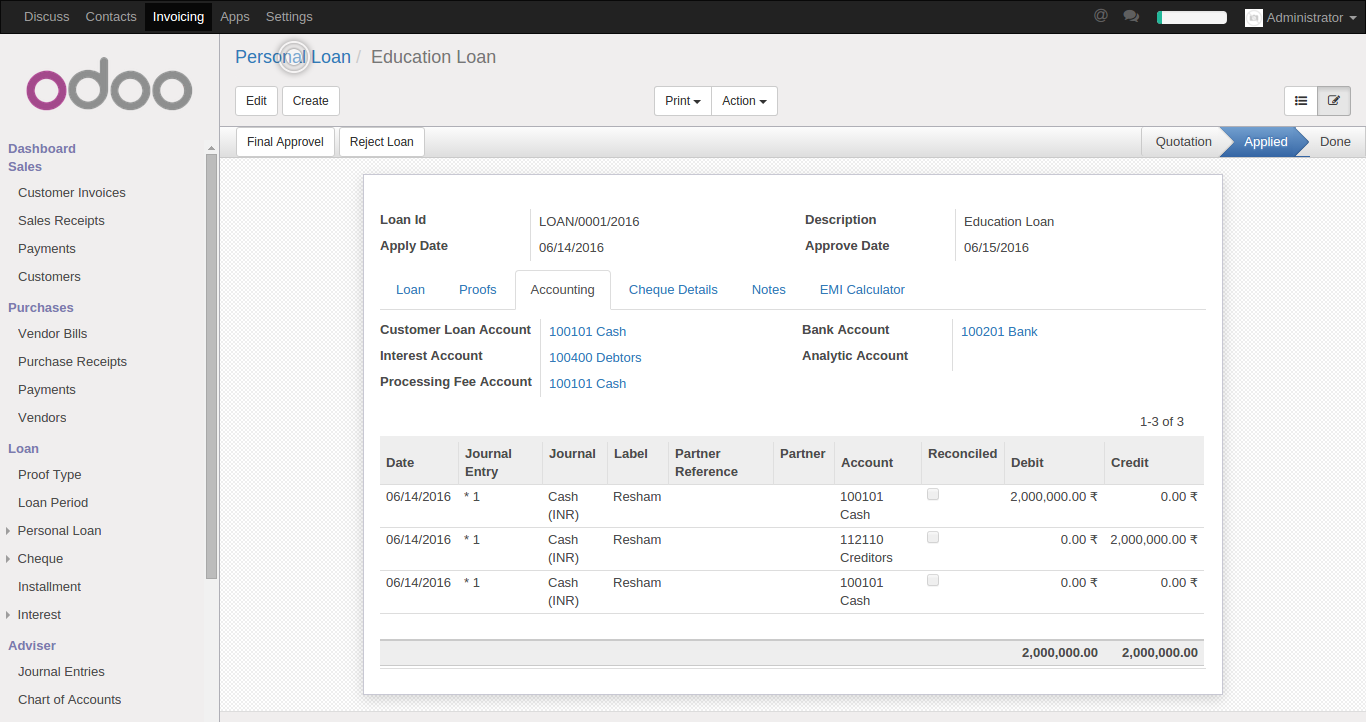 Discuss Contacts Invoicing Apps Settings @ Administrator
odoo
Personal Loan / Education Loan
Edit Create Print Action
Final Approvel Reject Loan Quotation Applied Done
Dashboard
Sales
Customer Invoices
Sales Receipts
Payments
Customers
Purchases
Vendor Bills
Purchase Receipts
Payments
Vendors
Loan
Proof Type
Loan Period
Personal Loan
Cheque
Installment
Interest
Adviser
Journal Entries
Chart of Accounts
Loan Id LOAN/0001/2016 Description Education Loan
Apply Date 06/14/2016 Approve Date 06/15/2016
Loan Proofs Accounting Cheque Details Notes EMI Calculator
Customer Loan Account 100101 Cash Bank Account 100201 Bank
Interest Account 100400 Debtors Analytic Account
Processing Fee Account 100101 Cash
1-3 of 3
Date Journal Entry Journal Label Partner Reference Partner Account Reconciled Debit Credit
06/14/2016 * 1 Cash (INR) Resham 100101 Cash 2,000,000.00 ₹ 0.00 ₹
06/14/2016 * 1 Cash (INR) Resham 112110 Creditors 0.00 ₹ 2,000,000.00 ₹
06/14/2016 * 1 Cash (INR) Resham 100101 Cash 0.00 ₹ 0.00 ₹
2,000,000.00 2,000,000.00